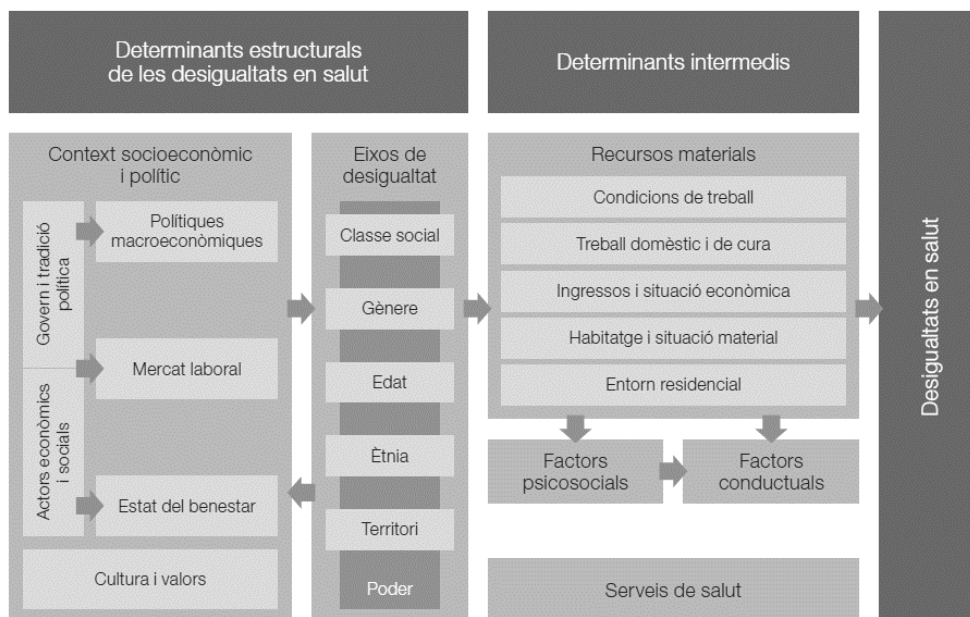 Determinants estructurals
de les desigualtats en salut
Determinants intermedis
Desigualtats en salut
Context socioeconòmic
i polític
Govern i tradició
política
Actors econòmics
i socials
Polítiques
macroeconòmiques
Mercat laboral
Estat del benestar
Cultura i valors
Eixos de
desigualtat
Classe social
Gènere
Edat
Ètnia
Territori
Poder
Recursos materials
Condicions de treball
Treball domèstic i de cura
Ingressos i situació econòmica
Habitatge i situació material
Entorn residencial
Factors
psicosocials
Factors
conductuals
Serveis de salut